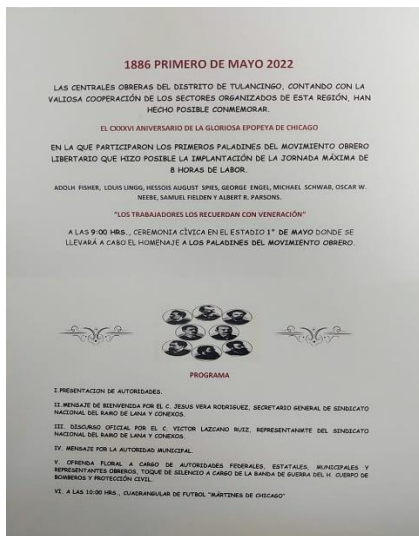 1886 PRIMERO DE MAYO 2022
LAS CENTRALES OBRERAS DEL DISTRITO DE TULANCINGO, CONTANDO CON LA
VALIOSA COOPERACIÓN DE LOS SECTORES ORGANIZADOS DE ESTA REGIÓN, HAN
HECHO POSIBLE CONMEMORAR.
EL CXXXVI ANIVERSARIO DE LA GLORIOSA EPOPEYA DE CHICAGO
EN LA QUE PARTICIPARON LOS PRIMEROS PALADINES DEL MOVIMIENTO OBRERO
LIBERTARIO QUE HIZO POSIBLE LA IMPLANTACIÓN DE LA JORNADA MÁXIMA DE
8 HORAS DE LABOR.
ADOLH FISHER, LOUIS LINGG, HESSOIS AUGUST SPIES, GEORGE ENGEL, MICHAEL SCHWAB, OSCAR W.
NEEBE, SAMUEL FIELDEN Y ALBERT R. PARSONS.
"LOS TRABAJADORES LOS RECUERDAN CON VENERACIÓN"
A LAS 9:00 HRS., CEREMONIA CÍVICA EN EL ESTADIO 1° DE MAYO DONDE SE
LLEVARÁ A CABO EL HOMENAJE A LOS PALADINES DEL MOVIMIENTO OBRERO.
PROGRAMA
I.PRESENTACION DE AUTORIDADES.
II.MENSAJE DE BIENVENIDA POR EL C. JESUS VERA RODRIGUEZ, SECRETARIO GENERAL DE SINDICATO
NACIONAL DEL RAMO DE LANA Y CONEXOS.
III. DISCURSO OFICIAL POR EL C. VICTOR LAZCANO RUIZ, REPRESENTANMTE DEL SINDICATO
NACIONAL DEL RAMO DE LANA Y CONEXOS.
IV. MENSAJE POR LA AUTORIDAD MUNICIPAL.
V. OFRENDA FLORAL A CARGO DE AUTORIDADES FEDERALES, ESTATALES, MUNICIPALES Y
REPRESENTANTES OBREROS, TOQUE DE SILENCIO A CARGO DE LA BANDA DE GUERRA DEL H. CUERPO DE
BOMBEROS Y PROTECCIÓN CIVIL.
VI. A LAS 10:00 HRS., CUADRANGULAR DE FUTBOL "MÁRTINES DE CHICAGO"